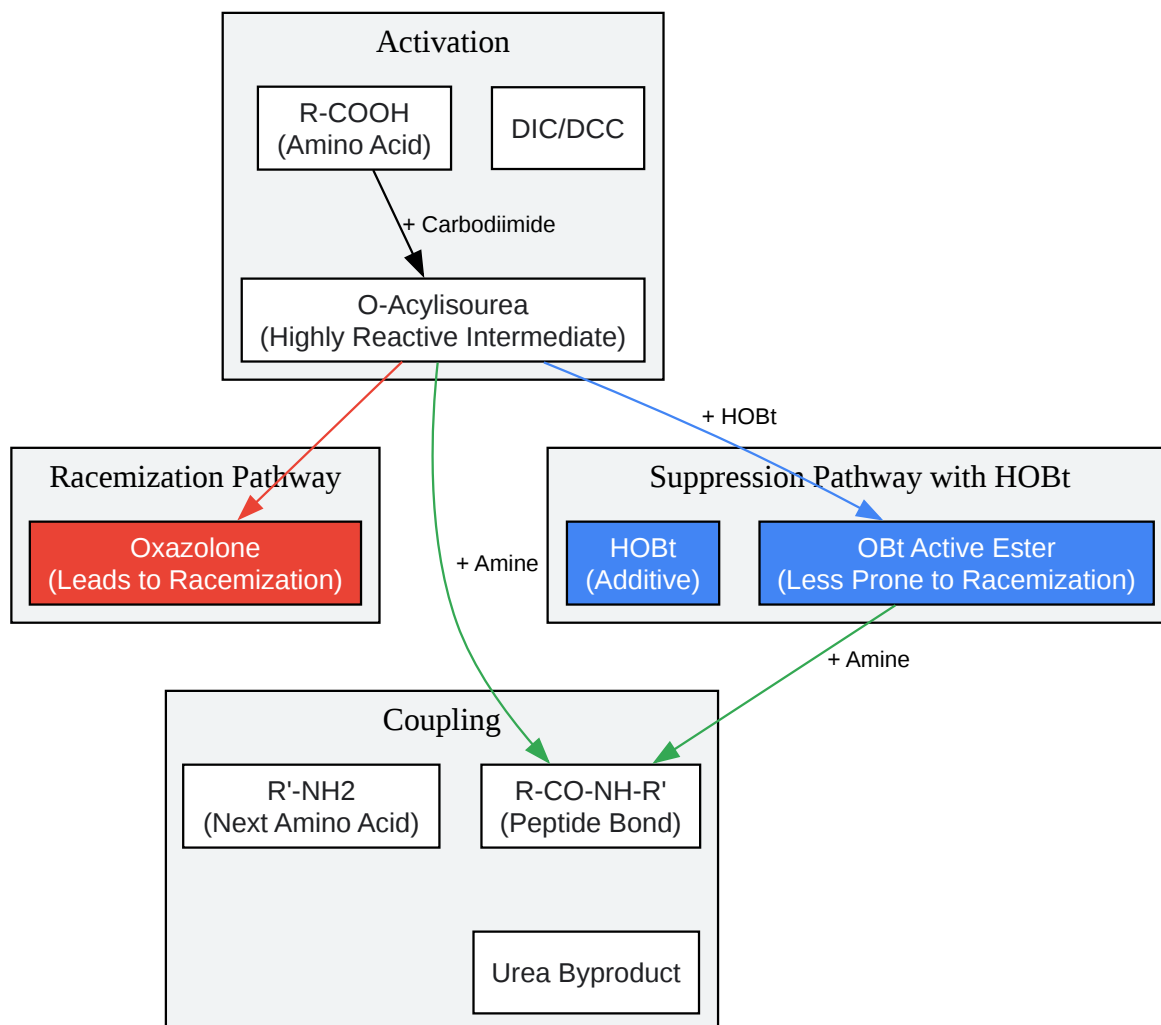 Activation
R-COOH
(Amino Acid)
DIC/DCC
+ Carbodiimide
O-Acylisourea
(Highly Reactive Intermediate)
+ HOBt
Racemization Pathway
Oxazolone
(Leads to Racemization)
+ Amine
Suppression Pathway with HOBt
HOBt
(Additive)
OBt Active Ester
(Less Prone to Racemization)
+ Amine
Coupling
R'-NH2
(Next Amino Acid)
R-CO-NH-R'
(Peptide Bond)
Urea Byproduct